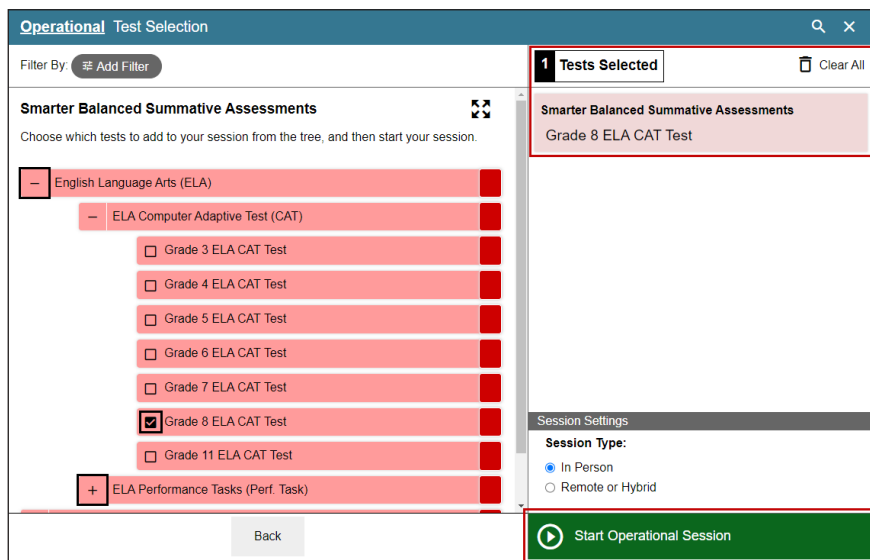 Operational Test Selection
Filter By: Add Filter
Smarter Balanced Summative Assessments
Choose which tests to add to your session from the tree, and then start your session.
English Language Arts (ELA)
ELA Computer Adaptive Test (CAT)
Grade 3 ELA CAT Test
Grade 4 ELA CAT Test
Grade 5 ELA CAT Test
Grade 6 ELA CAT Test
Grade 7 ELA CAT Test
Grade 8 ELA CAT Test
Grade 11 ELA CAT Test
ELA Performance Tasks (Perf. Task)
Back
1 Tests Selected
Clear All
Smarter Balanced Summative Assessments
Grade 8 ELA CAT Test
Session Settings
Session Type:
In Person
Remote or Hybrid
Start Operational Session